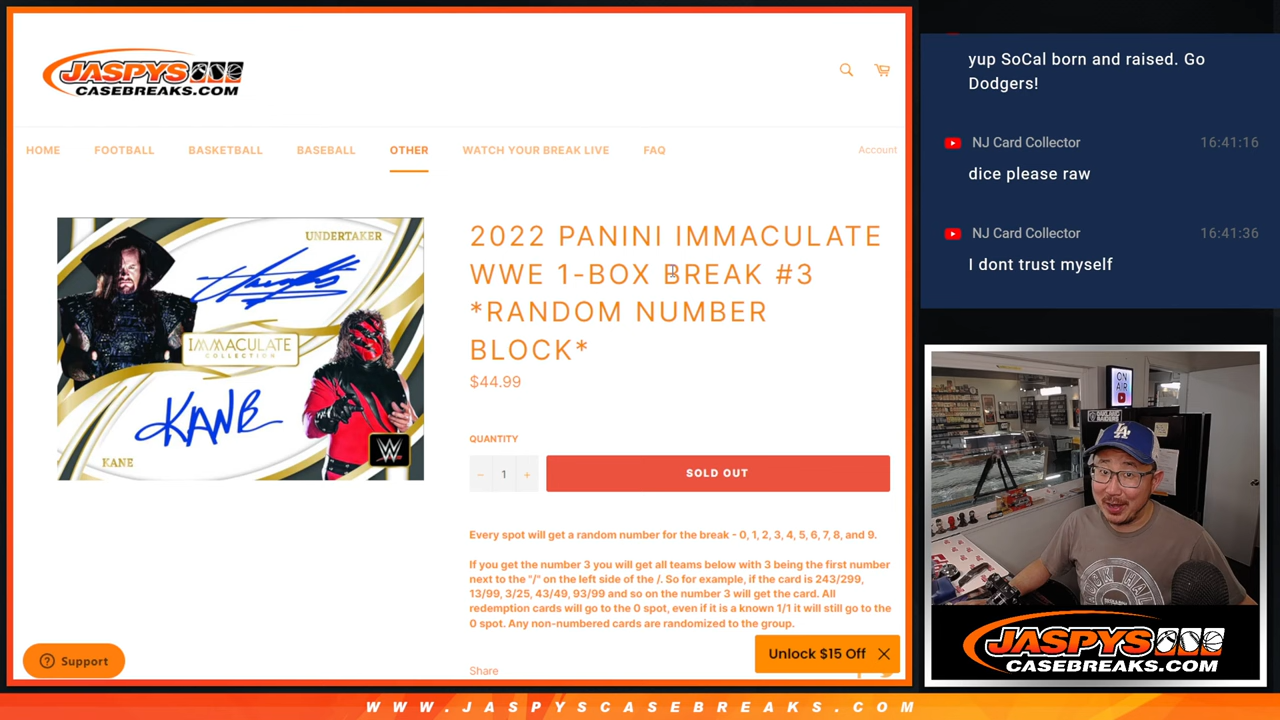 JASPYS
CASEBREAKS.COM
HOME
FOOTBALL
BASKETBALL
BASEBALL
OTHER
WATCH YOUR BREAK LIVE
FAQ
Account
UNDERTAKER
IMMACULATE
COLLECTION
KANE
KANE
W
2022 PANINI IMMACULATE
WWE 1-BOX BREAK #3
*RANDOM NUMBER
BLOCK*
$44.99
QUANTITY
− 1 +
SOLD OUT
Every spot will get a random number for the break - 0, 1, 2, 3, 4, 5, 6, 7, 8, and 9.
If you get the number 3 you will get all teams below with 3 being the first number
next to the "/" on the left side of the /. So for example, if the card is 243/299,
13/99, 3/25, 43/49, 93/99 and so on the number 3 will get the card. All
redemption cards will go to the 0 spot, even if it is a known 1/1 it will still go to the
0 spot. Any non-numbered cards are randomized to the group.
Share
Support
Unlock $15 Off
yup SoCal born and raised. Go
Dodgers!
NJ Card Collector 16:41:16
dice please raw
NJ Card Collector 16:41:36
I dont trust myself
ON
AIR
LA
JASPYS
CASEBREAKS.COM
WWW.JASPYSCASEBREAKS.COM